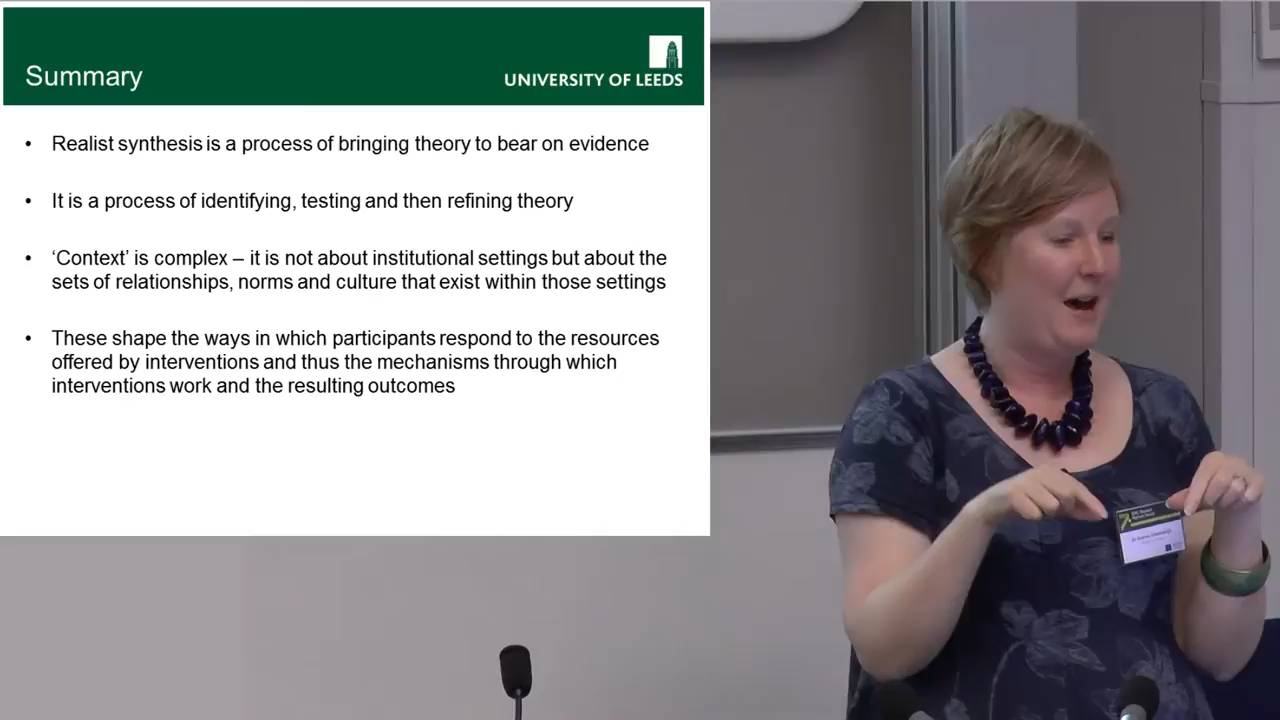 Summary
UNIVERSITY OF LEEDS
• Realist synthesis is a process of bringing theory to bear on evidence
• It is a process of identifying, testing and then refining theory
• ‘Context’ is complex – it is not about institutional settings but about the
sets of relationships, norms and culture that exist within those settings
• These shape the ways in which participants respond to the resources
offered by interventions and thus the mechanisms through which
interventions work and the resulting outcomes